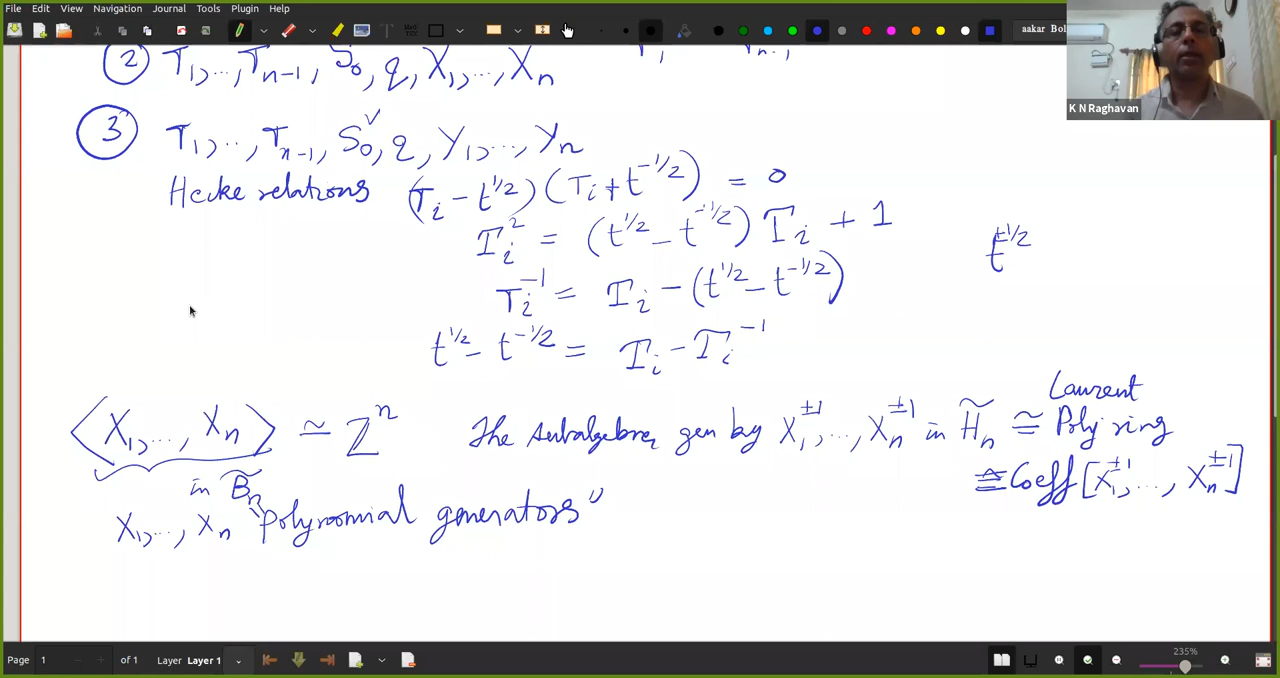 File Edit View Navigation Journal Tools Plugin Help
aakar Bol
K N Raghavan
② T₁,..., Tₙ₋₁, S₀, q, X₁,..., Xₙ
③ T₁,..., Tₙ₋₁, S₀^∨, q, Y₁,..., Yₙ
Hecke relations (Tᵢ - t^{1/2})(Tᵢ + t^{-1/2}) = 0
Tᵢ² = (t^{1/2} - t^{-1/2}) Tᵢ + 1
t^{±1/2}
Tᵢ^{-1} = Tᵢ - (t^{1/2} - t^{-1/2})
t^{1/2} - t^{-1/2} = Tᵢ - Tᵢ^{-1}
⟨X₁,..., Xₙ⟩ ≃ ℤⁿ The subalgebra gen by X₁^{±1},..., Xₙ^{±1} in H̃ₙ ≅ Laurent Poly ring
in B̃ₙ
≅ Coeff[X₁^{±1},..., Xₙ^{±1}]
X₁,..., Xₙ "Polynomial generators"
Page 1 of 1 Layer Layer 1 235%